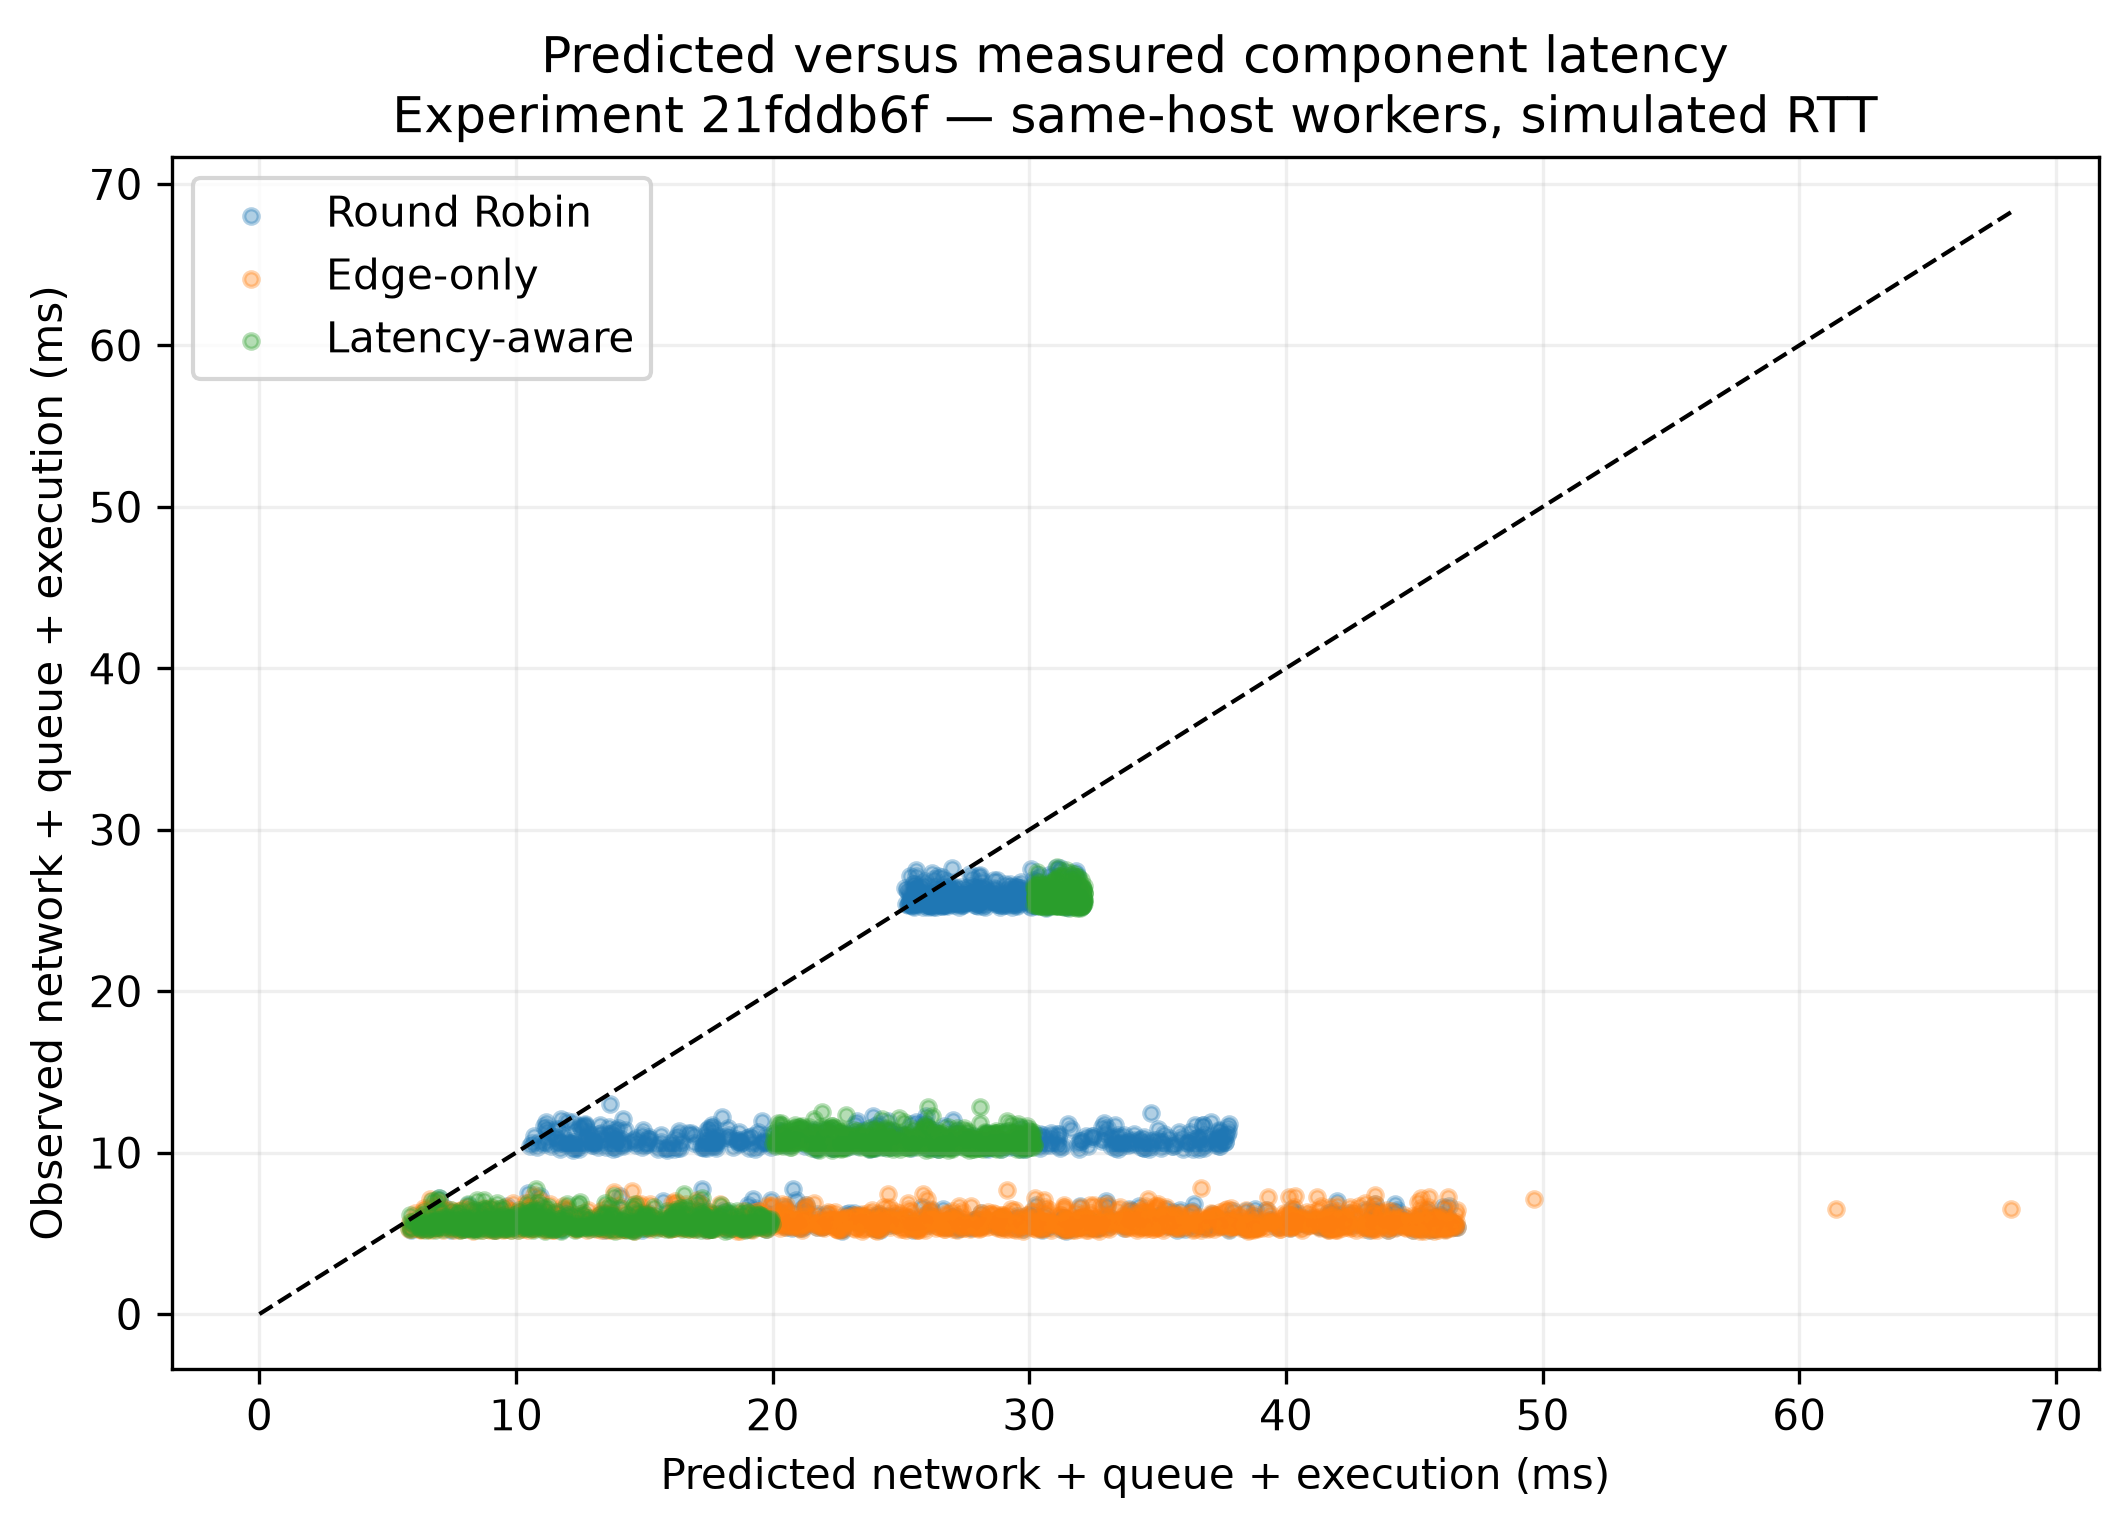 Predicted versus measured component latency
Experiment 21fddb6f — same-host workers, simulated RTT
Round Robin
Edge-only
Latency-aware
Observed network + queue + execution (ms)
70
60
50
40
30
20
10
0
0 10 20 30 40 50 60 70
Predicted network + queue + execution (ms)